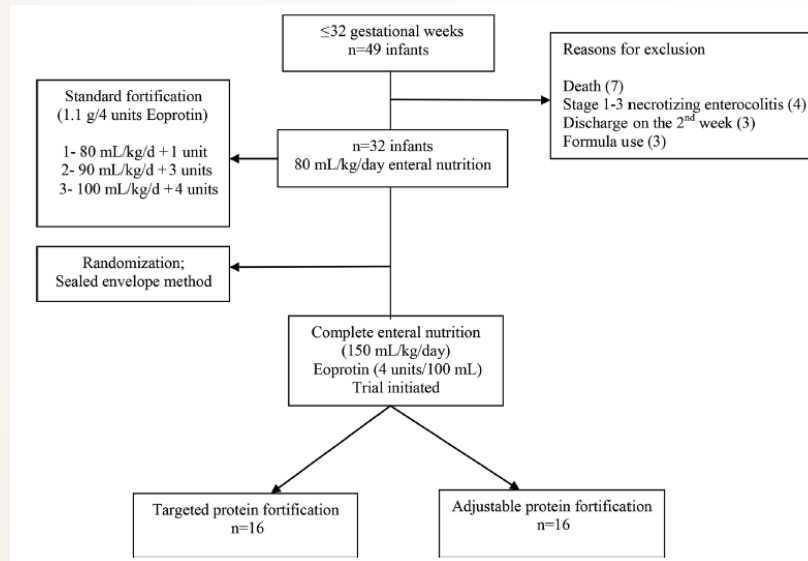 ≤32 gestational weeks
n=49 infants
Reasons for exclusion
Death (7)
Stage 1-3 necrotizing enterocolitis (4)
Discharge on the 2nd week (3)
Formula use (3)
Standard fortification
(1.1 g/4 units Eoprotin)
1- 80 mL/kg/d +1 unit
2- 90 mL/kg/d +3 units
3- 100 mL/kg/d +4 units
n=32 infants
80 mL/kg/day enteral nutrition
Randomization;
Sealed envelope method
Complete enteral nutrition
(150 mL/kg/day)
Eoprotin (4 units/100 mL)
Trial initiated
Targeted protein fortification
n=16
Adjustable protein fortification
n=16